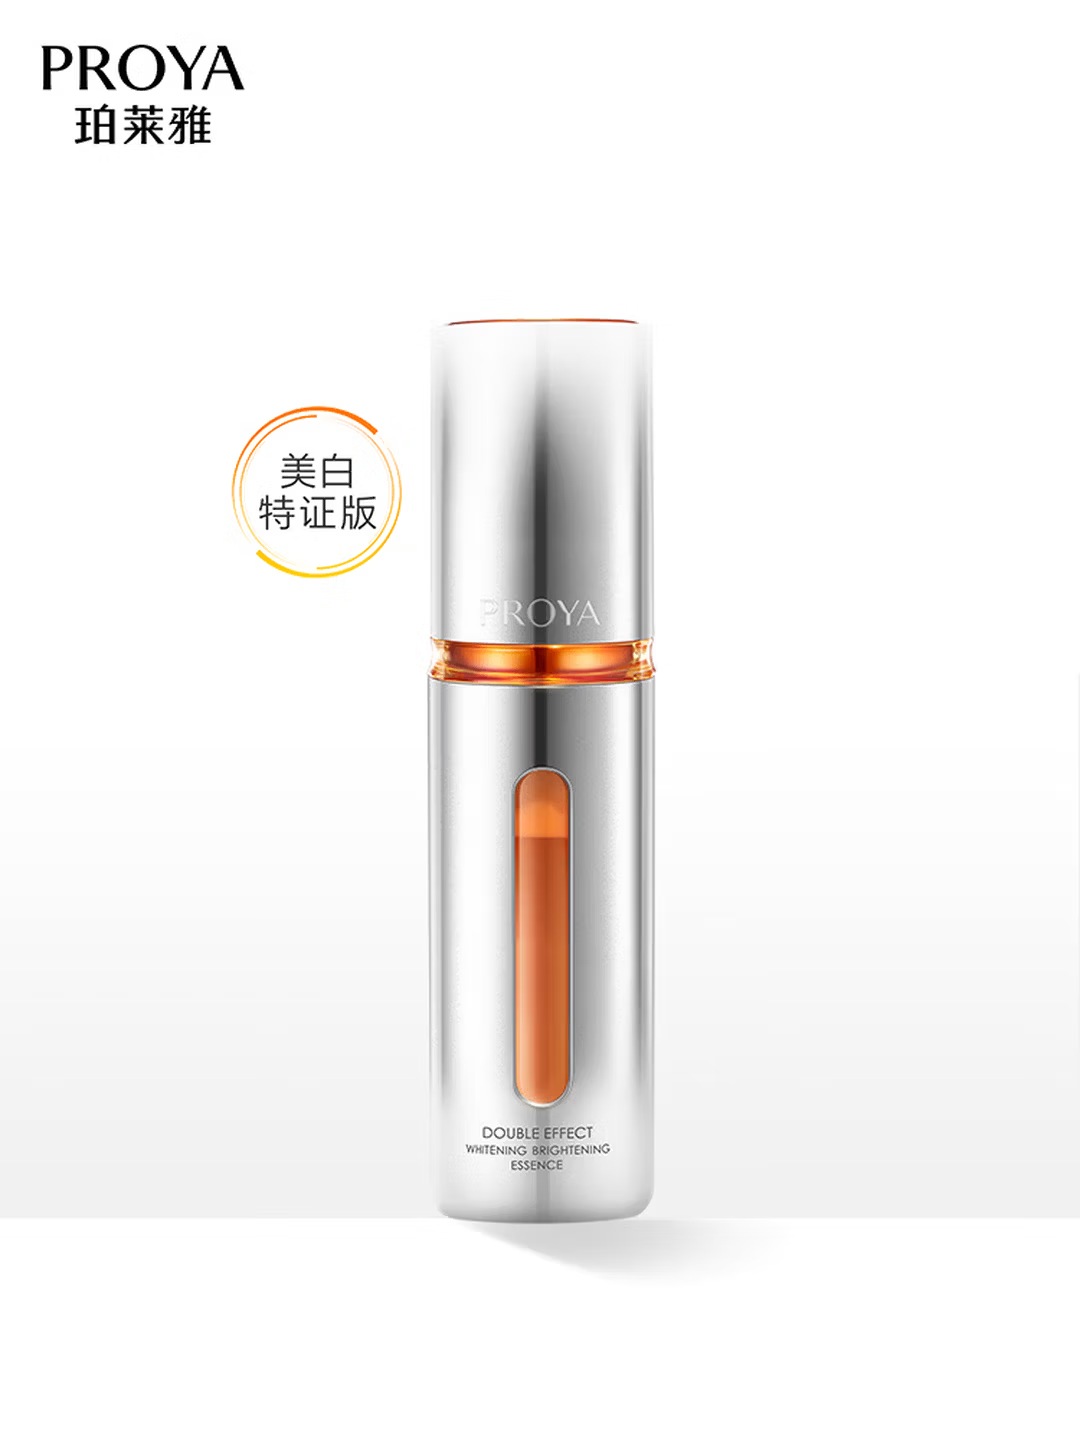 PROYA
珀莱雅
美白
特证版
PROYA
DOUBLE EFFECT
WHITENING BRIGHTENING
ESSENCE